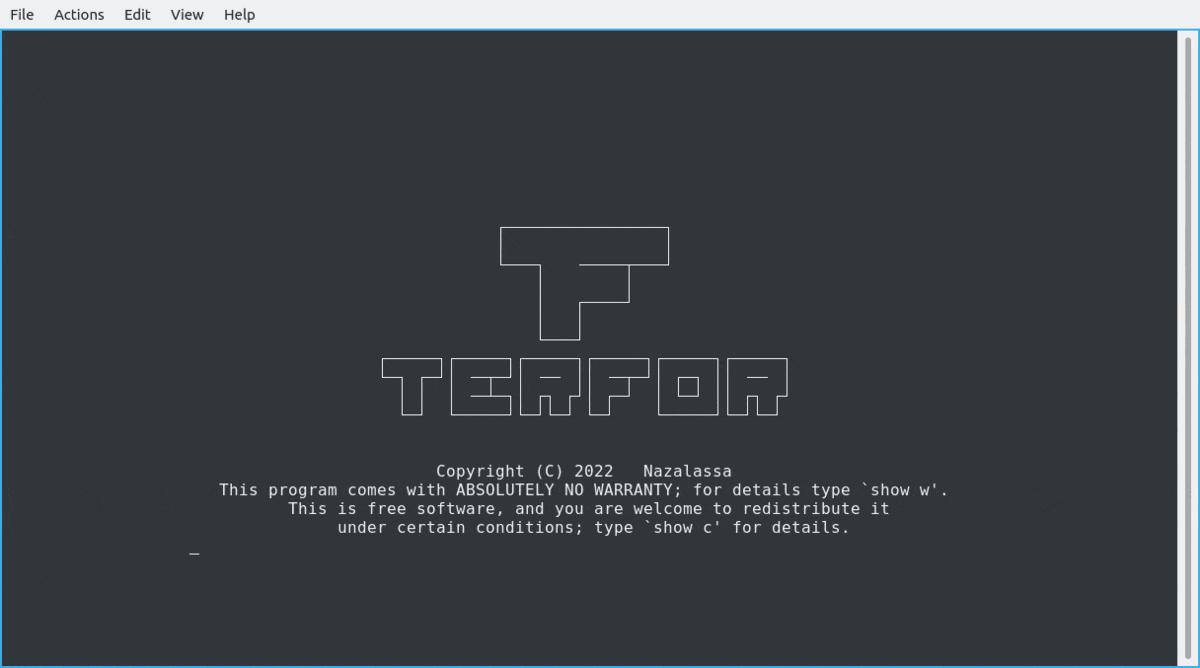 File Actions Edit View Help
TF
TERFOR
Copyright (C) 2022   Nazalassa
This program comes with ABSOLUTELY NO WARRANTY; for details type `show w'.
This is free software, and you are welcome to redistribute it
under certain conditions; type `show c' for details.
_